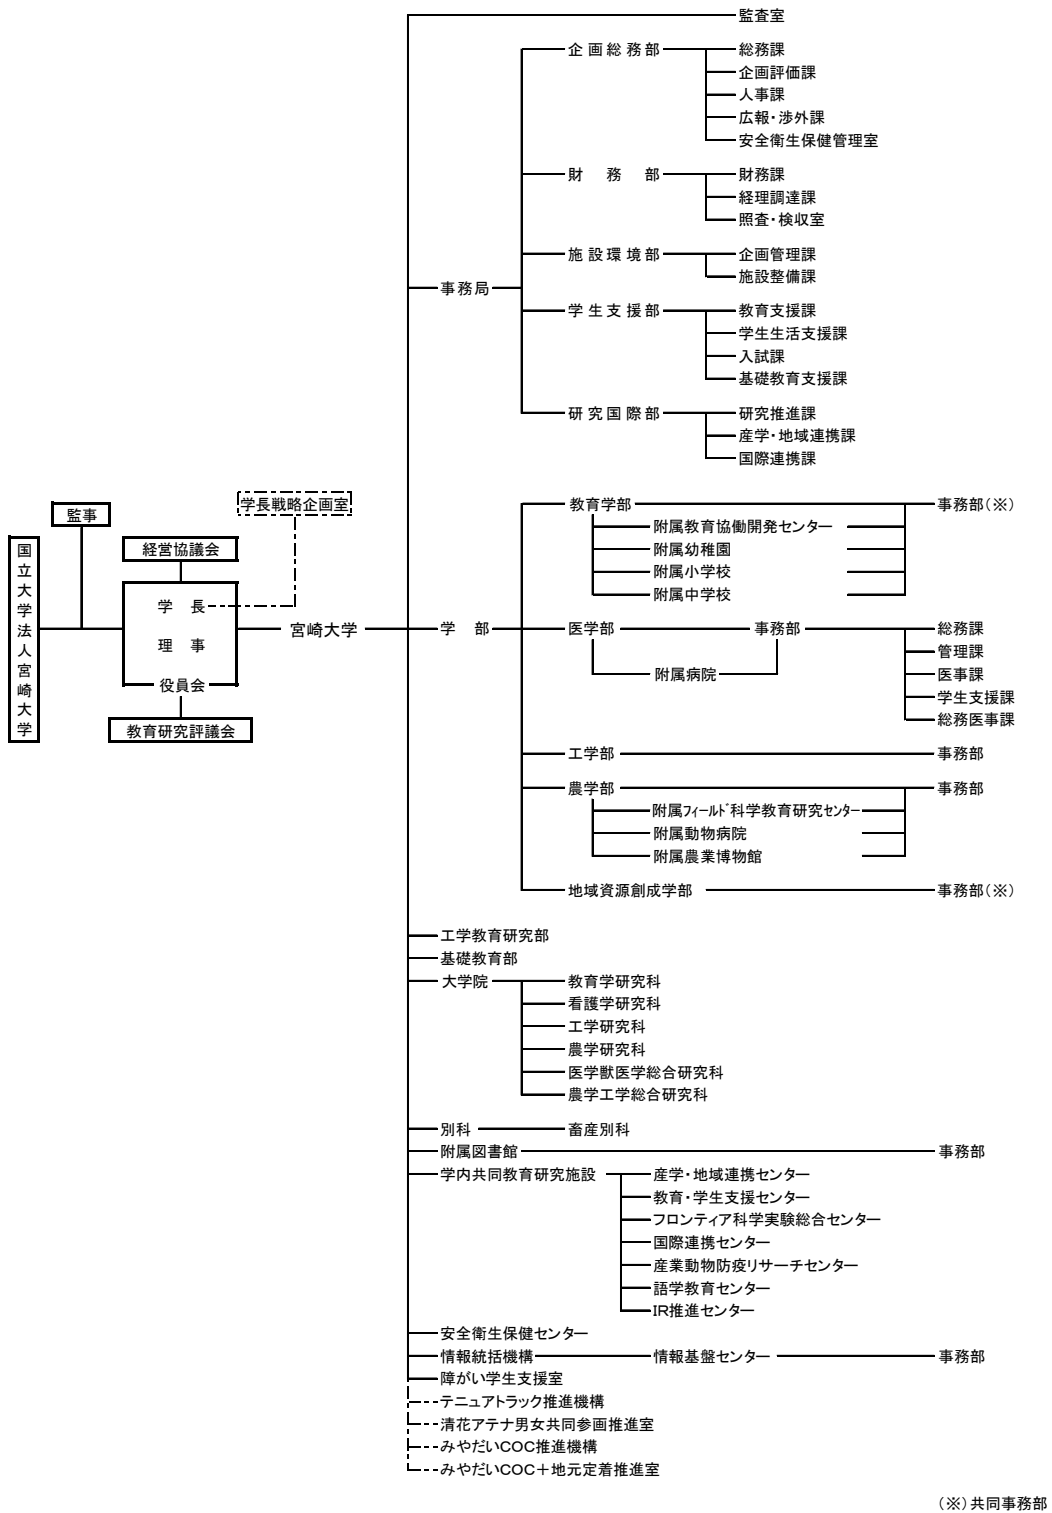 監査室
企画総務部 総務課
企画評価課
人事課
広報・渉外課
安全衛生保健管理室
財務部 財務課
経理調達課
照査・検収室
施設環境部 企画管理課
施設整備課
事務局
学生支援部 教育支援課
学生生活支援課
入試課
基礎教育支援課
研究国際部 研究推進課
産学・地域連携課
国際連携課
学長戦略企画室
監事
国立大学法人宮崎大学
経営協議会
学長
理事
役員会
教育研究評議会
宮崎大学
学部
教育学部 事務部(※)
附属教育協働開発センター
附属幼稚園
附属小学校
附属中学校
医学部 事務部 総務課
管理課
附属病院 医事課
学生支援課
総務医事課
工学部 事務部
農学部 事務部
附属フィールド科学教育研究センター
附属動物病院
附属農業博物館
地域資源創成学部 事務部(※)
工学教育研究部
基礎教育部
大学院 教育学研究科
看護学研究科
工学研究科
農学研究科
医学獣医学総合研究科
農学工学総合研究科
別科 畜産別科
附属図書館 事務部
学内共同教育研究施設 産学・地域連携センター
教育・学生支援センター
フロンティア科学実験総合センター
国際連携センター
産業動物防疫リサーチセンター
語学教育センター
IR推進センター
安全衛生保健センター
情報統括機構 情報基盤センター 事務部
障がい学生支援室
テニュアトラック推進機構
清花アテナ男女共同参画推進室
みやだいCOC推進機構
みやだいCOC＋地元定着推進室
(※)共同事務部